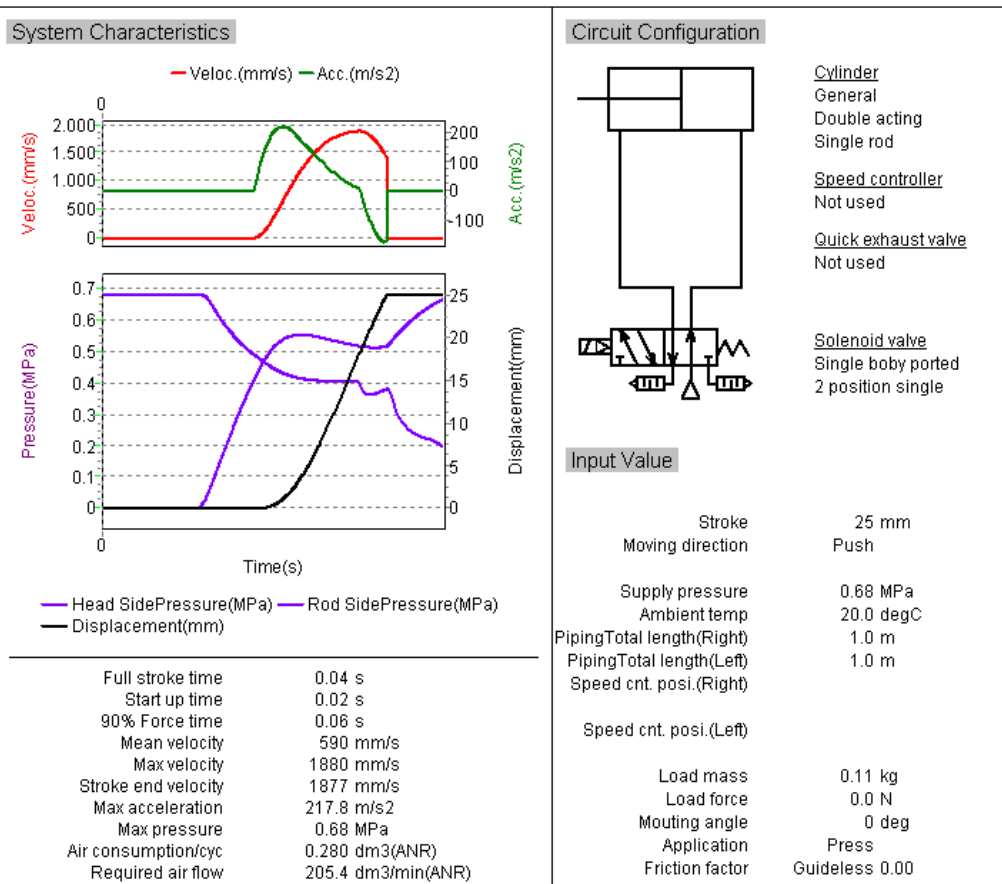 System Characteristics
Veloc.(mm/s) Acc.(m/s2)
0
2.000
1.500
1.000
500
0
Veloc.(mm/s)
200
100
0
-100
Acc.(m/s2)
0.7
0.6
0.5
0.4
0.3
0.2
0.1
0
Pressure(MPa)
25
20
15
10
5
0
Displacement(mm)
0
Time(s)
Head SidePressure(MPa) Rod SidePressure(MPa)
Displacement(mm)
Full stroke time 0.04 s
Start up time 0.02 s
90% Force time 0.06 s
Mean velocity 590 mm/s
Max velocity 1880 mm/s
Stroke end velocity 1877 mm/s
Max acceleration 217.8 m/s2
Max pressure 0.68 MPa
Air consumption/cyc 0.280 dm3(ANR)
Required air flow 205.4 dm3/min(ANR)
Circuit Configuration
Cylinder
General
Double acting
Single rod
Speed controller
Not used
Quick exhaust valve
Not used
Solenoid valve
Single boby ported
2 position single
Input Value
Stroke 25 mm
Moving direction Push
Supply pressure 0.68 MPa
Ambient temp 20.0 degC
PipingTotal length(Right) 1.0 m
PipingTotal length(Left) 1.0 m
Speed cnt. posi.(Right)
Speed cnt. posi.(Left)
Load mass 0.11 kg
Load force 0.0 N
Mouting angle 0 deg
Application Press
Friction factor Guideless 0.00